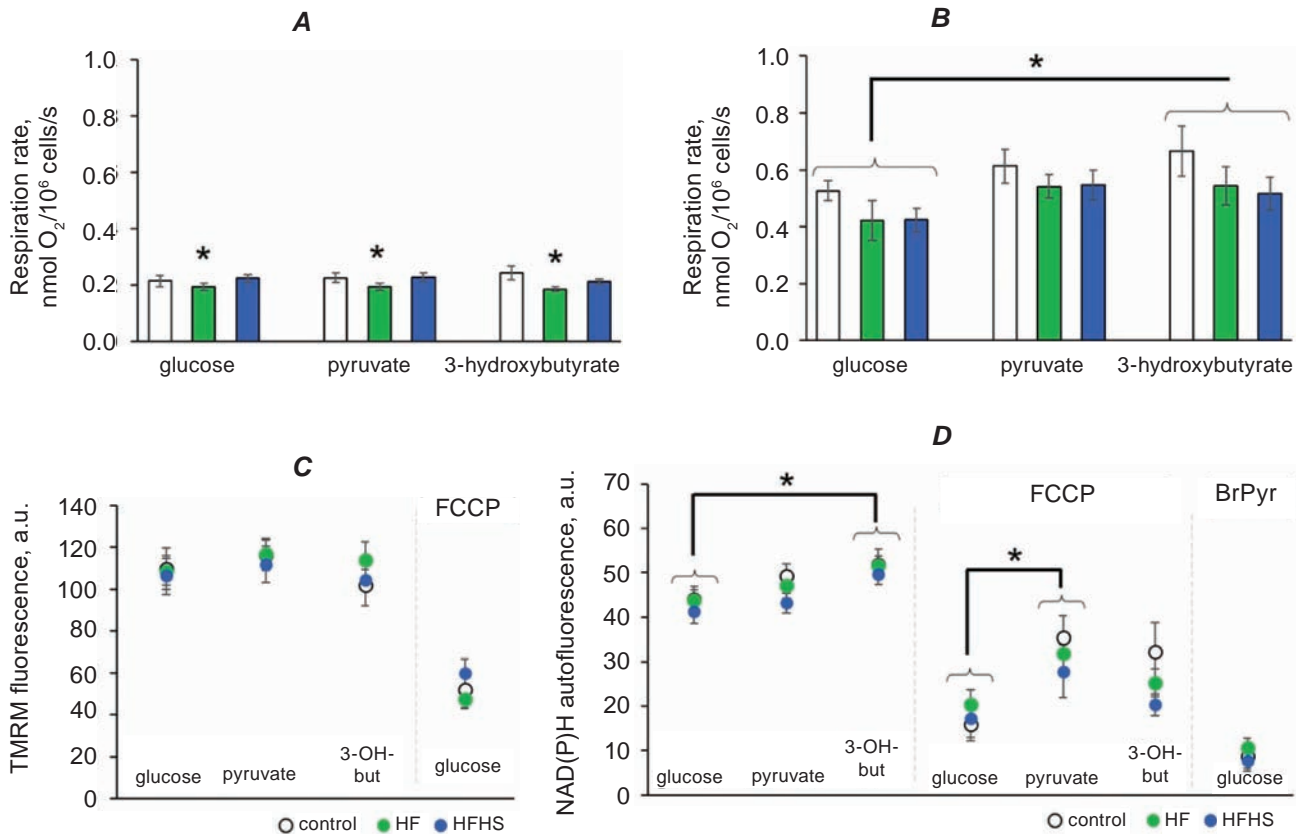 A
Respiration rate,
nmol O₂/10⁶ cells/s
1.0
0.8
0.6
0.4
0.2
0.0
*
*
*
glucose
pyruvate
3-hydroxybutyrate
B
Respiration rate,
nmol O₂/10⁶ cells/s
1.0
0.8
0.6
0.4
0.2
0.0
*
glucose
pyruvate
3-hydroxybutyrate
C
TMRM fluorescence, a.u.
140
120
100
80
60
40
20
0
FCCP
glucose
pyruvate
3-OH-
but
glucose
control
HF
HFHS
D
NAD(P)H autofluorescence, a.u.
70
60
50
40
30
20
10
0
*
FCCP
*
BrPyr
glucose
pyruvate
3-OH-
but
glucose
pyruvate
3-OH-
but
glucose
control
HF
HFHS